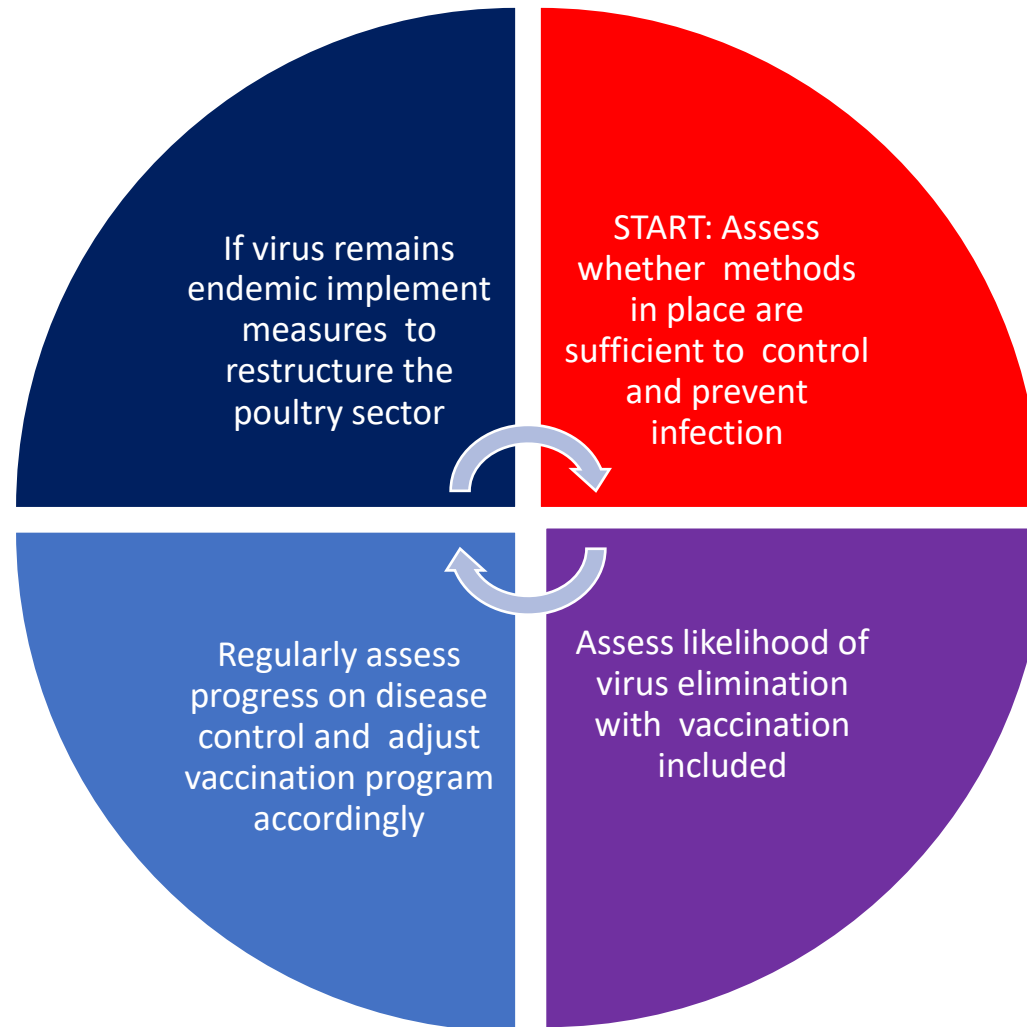 If virus remains
endemic implement
measures  to
restructure the
poultry sector
START: Assess
whether  methods
in place are
sufficient to  control
and prevent
infection
Regularly assess
progress on disease
control and  adjust
vaccination program
accordingly
Assess likelihood of
virus elimination
with  vaccination
included